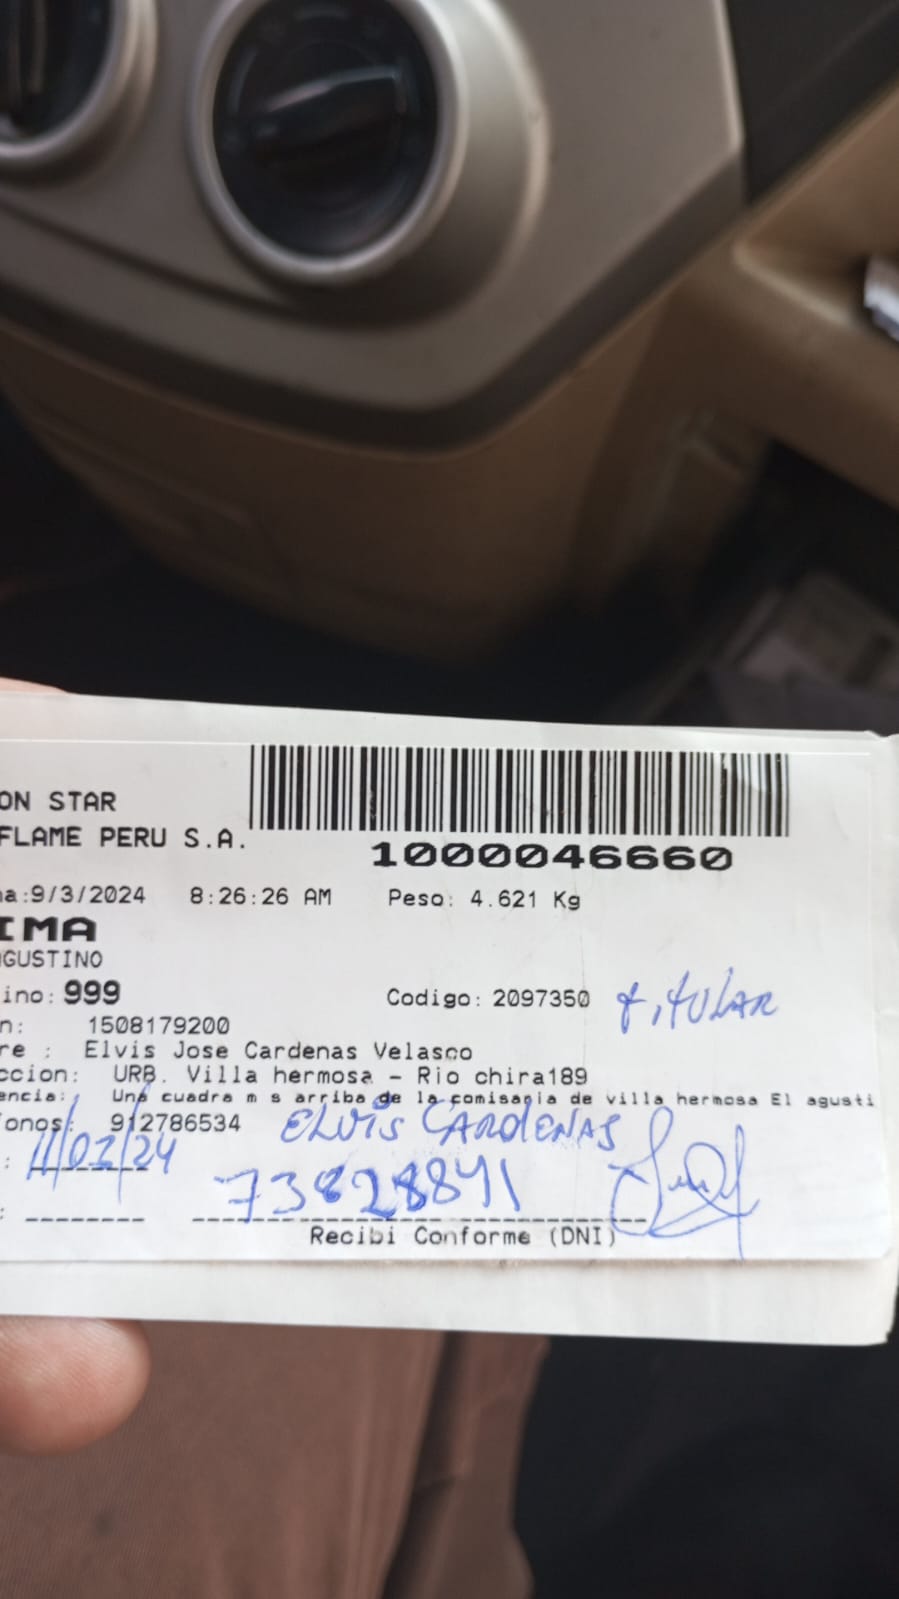 ON STAR
FLAME PERU S.A.
1000046660
a:9/3/2024 8:26:26 AM Peso: 4.621 Kg
IMA
GUSTINO
ino: 999 Codigo: 2097350 titular
n: 1508179200
re : Elvis Jose Cardenas Velasco
ccion: URB. Villa hermosa - Rio chira189
encia: Una cuadra m s arriba de la comisaria de villa hermosa El agusti
onos: 912786534 ELVIS CARDENAS
: 11/03/24
73828841
Recibi Conforme (DNI)